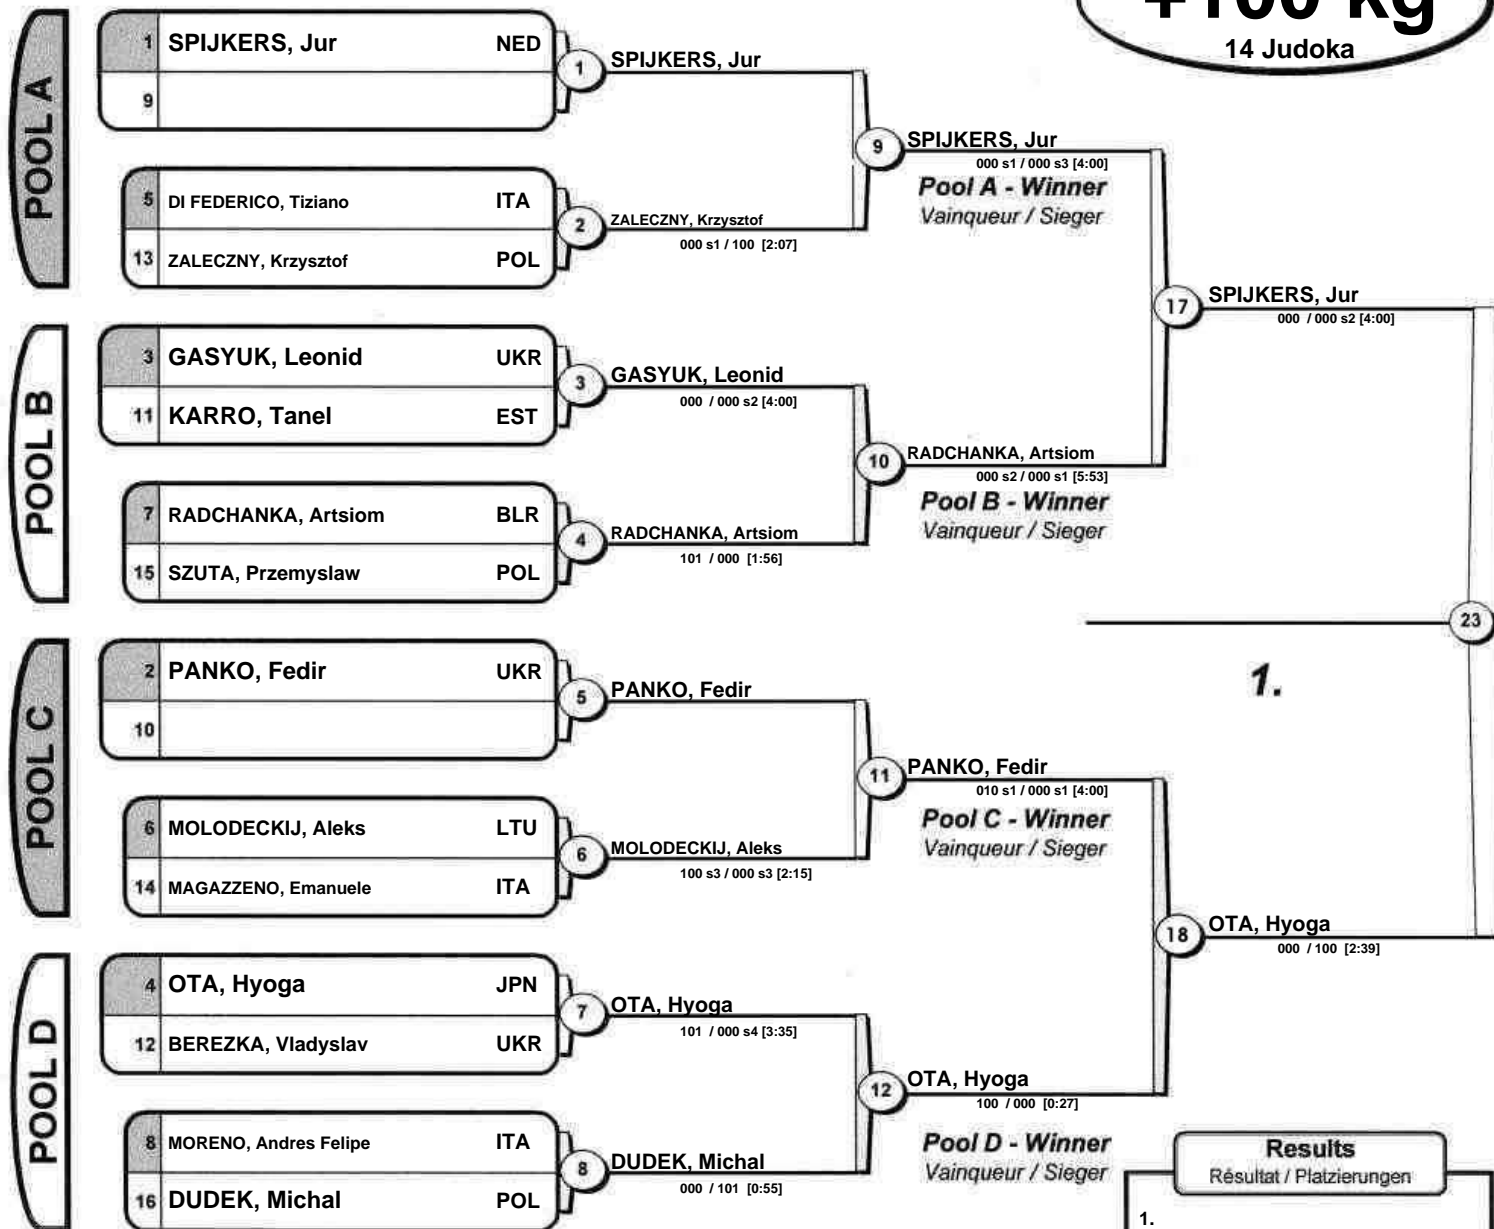 +100 kg
14 Judoka
POOL A
1 SPIJKERS, Jur NED
9
1 SPIJKERS, Jur
5 DI FEDERICO, Tiziano ITA
13 ZALECZNY, Krzysztof POL
2 ZALECZNY, Krzysztof
000 s1 / 100 [2:07]
9 SPIJKERS, Jur
000 s1 / 000 s3 [4:00]
Pool A - Winner
Vainqueur / Sieger
17 SPIJKERS, Jur
000 / 000 s2 [4:00]
POOL B
3 GASYUK, Leonid UKR
11 KARRO, Tanel EST
3 GASYUK, Leonid
000 / 000 s2 [4:00]
7 RADCHANKA, Artsiom BLR
15 SZUTA, Przemyslaw POL
4 RADCHANKA, Artsiom
101 / 000 [1:56]
10 RADCHANKA, Artsiom
000 s2 / 000 s1 [5:53]
Pool B - Winner
Vainqueur / Sieger
23
1.
POOL C
2 PANKO, Fedir UKR
10
5 PANKO, Fedir
6 MOLODECKIJ, Aleks LTU
14 MAGAZZENO, Emanuele ITA
6 MOLODECKIJ, Aleks
100 s3 / 000 s3 [2:15]
11 PANKO, Fedir
010 s1 / 000 s1 [4:00]
Pool C - Winner
Vainqueur / Sieger
18 OTA, Hyoga
000 / 100 [2:39]
POOL D
4 OTA, Hyoga JPN
12 BEREZKA, Vladyslav UKR
7 OTA, Hyoga
101 / 000 s4 [3:35]
8 MORENO, Andres Felipe ITA
16 DUDEK, Michal POL
8 DUDEK, Michal
000 / 101 [0:55]
12 OTA, Hyoga
100 / 000 [0:27]
Pool D - Winner
Vainqueur / Sieger
Results
Résultat / Platzierungen
1.